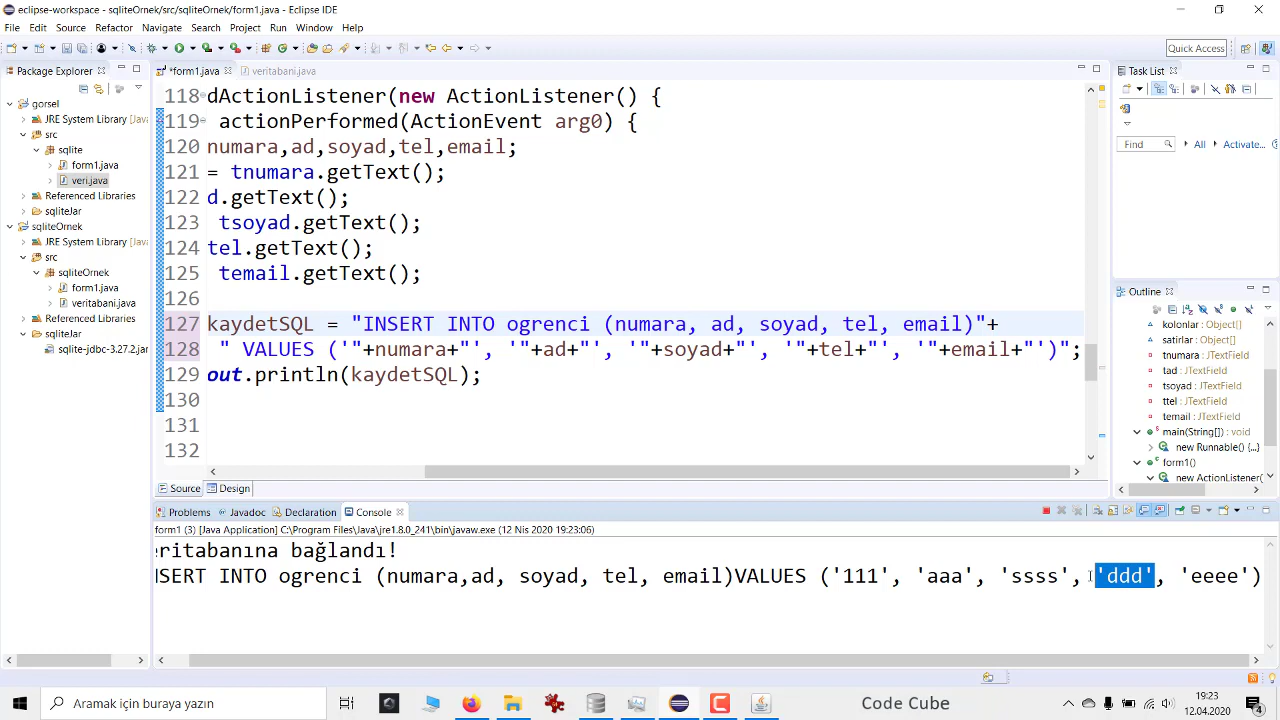 eclipse-workspace - sqliteOrnek/src/sqliteOrnek/form1.java - Eclipse IDE
File Edit Source Refactor Navigate Search Project Run Window Help
Quick Access
Package Explorer
*form1.java
veritabani.java
Task List
gorsel
JRE System Library [Java
src
sqlite
form1.java
veri.java
Referenced Libraries
sqliteJar
sqliteOrnek
JRE System Library [Java
src
sqliteOrnek
form1.java
veritabani.java
Referenced Libraries
sqliteJar
sqlite-jdbc-3.27.2.jar
118 dActionListener(new ActionListener() {
119 actionPerformed(ActionEvent arg0) {
120 numara,ad,soyad,tel,email;
121 = tnumara.getText();
122 d.getText();
123 tsoyad.getText();
124 tel.getText();
125 temail.getText();
126
127 kaydetSQL = "INSERT INTO ogrenci (numara, ad, soyad, tel, email)"+
128 " VALUES ('"+numara+"', '"+ad+"', '"+soyad+"', '"+tel+"', '"+email+"')";
129 out.println(kaydetSQL);
130
131
132
Source Design
Find All Activate...
Outline
kolonlar : Object[]
satirlar : Object[]
tnumara : JTextField
tad : JTextField
tsoyad : JTextField
ttel : JTextField
temail : JTextField
main(String[]) : void
new Runnable() {...}
form1()
new ActionListener(
Problems Javadoc Declaration Console
form1 (3) [Java Application] C:\Program Files\Java\jre1.8.0_241\bin\javaw.exe (12 Nis 2020 19:23:06)
eritabanına bağlandı!
NSERT INTO ogrenci (numara,ad, soyad, tel, email)VALUES ('111', 'aaa', 'ssss', 'ddd', 'eeee')
Aramak için buraya yazın
Code Cube
19:23
12.04.2020
4